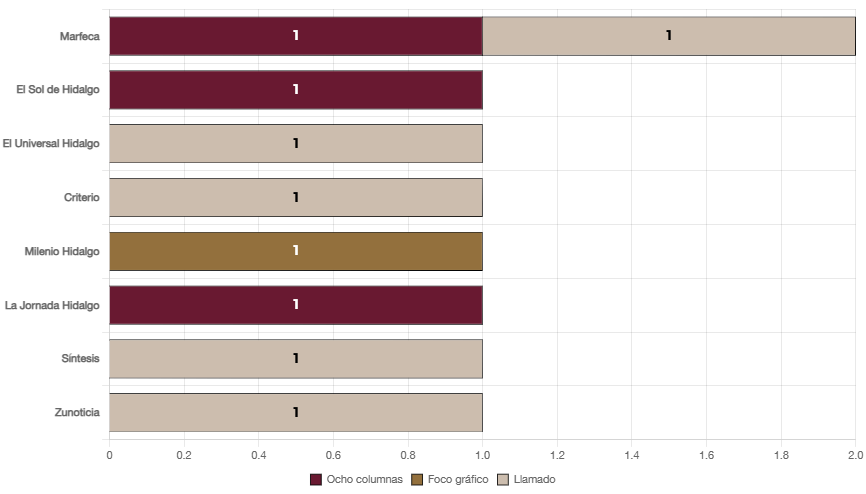 Marfeca 1 1
El Sol de Hidalgo 1
El Universal Hidalgo 1
Criterio 1
Milenio Hidalgo 1
La Jornada Hidalgo 1
Síntesis 1
Zunoticia 1
0 0.2 0.4 0.6 0.8 1.0 1.2 1.4 1.6 1.8 2.0
Ocho columnas Foco gráfico Llamado